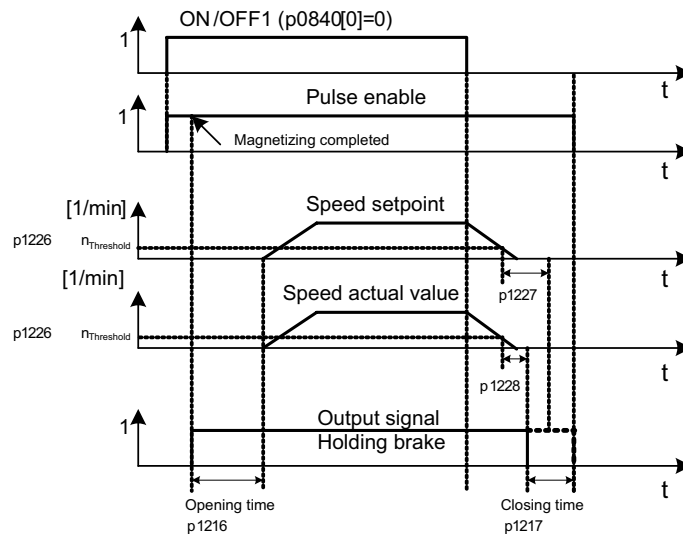 ON/OFF1 (p0840[0]=0)
1
t
Pulse enable
1
Magnetizing completed
t
[1/min]
Speed setpoint
p1226 nThreshold
t
p1227
[1/min]
Speed actual value
p1226 nThreshold
t
p1228
Output signal
1
Holding brake
t
Opening time
p1216
Closing time
p1217